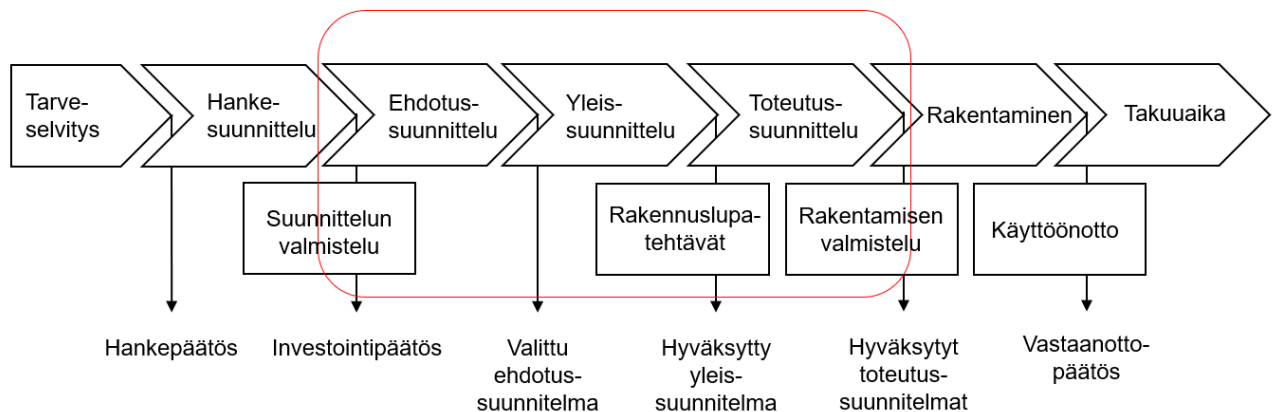 Tarve-
selvitys
Hanke-
suunnittelu
Ehdotus-
suunnittelu
Yleis-
suunnittelu
Toteutus-
suunnittelu
Rakentaminen
Takuuaika
Suunnittelun
valmistelu
Rakennuslupa-
tehtävät
Rakentamisen
valmistelu
Käyttöönotto
Hankepäätös
Investointipäätös
Valittu
ehdotus-
suunnitelma
Hyväksytty
yleis-
suunnitelma
Hyväksytyt
toteutus-
suunnitelmat
Vastaanotto-
päätös